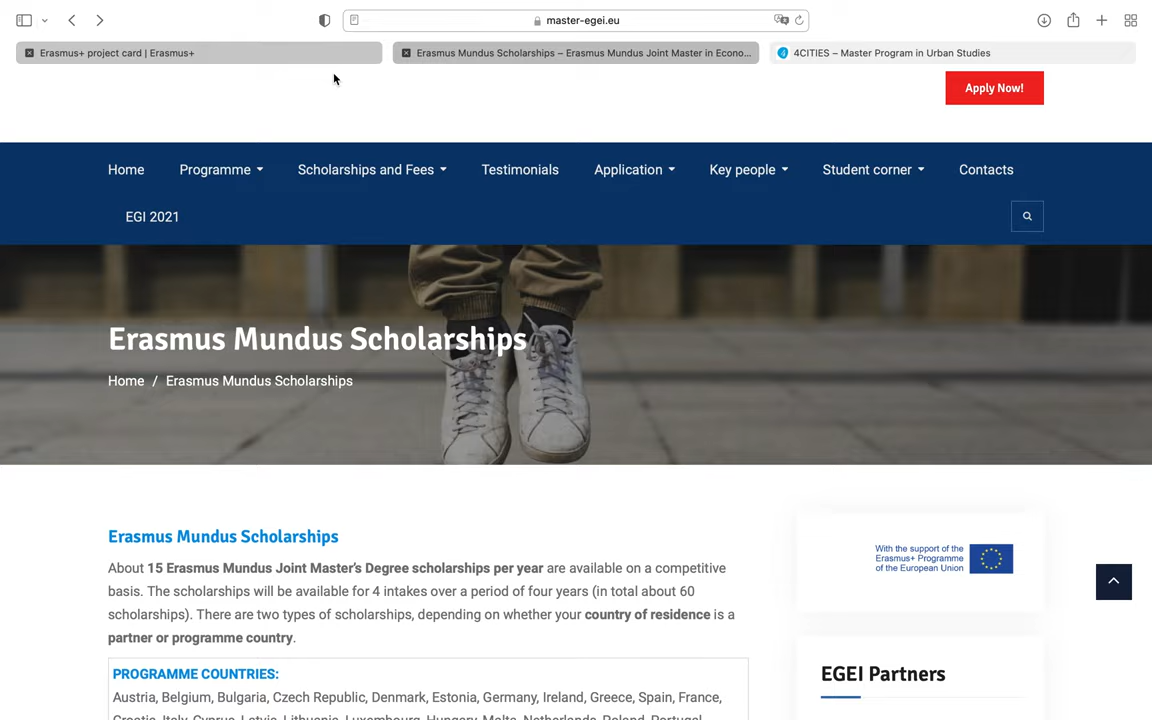 master-egei.eu
Erasmus+ project card | Erasmus+
Erasmus Mundus Scholarships – Erasmus Mundus Joint Master in Econo...
4CITIES – Master Program in Urban Studies
Apply Now!
Home Programme Scholarships and Fees Testimonials Application Key people Student corner Contacts
EGI 2021
Erasmus Mundus Scholarships
Home / Erasmus Mundus Scholarships
Erasmus Mundus Scholarships
About 15 Erasmus Mundus Joint Master's Degree scholarships per year are available on a competitive
basis. The scholarships will be available for 4 intakes over a period of four years (in total about 60
scholarships). There are two types of scholarships, depending on whether your country of residence is a
partner or programme country.
PROGRAMME COUNTRIES:
Austria, Belgium, Bulgaria, Czech Republic, Denmark, Estonia, Germany, Ireland, Greece, Spain, France,
Croatia, Italy, Cyprus, Latvia, Lithuania, Luxembourg, Hungary, Malta, Netherlands, Poland, Portugal
With the support of the
Erasmus+ Programme
of the European Union
EGEI Partners